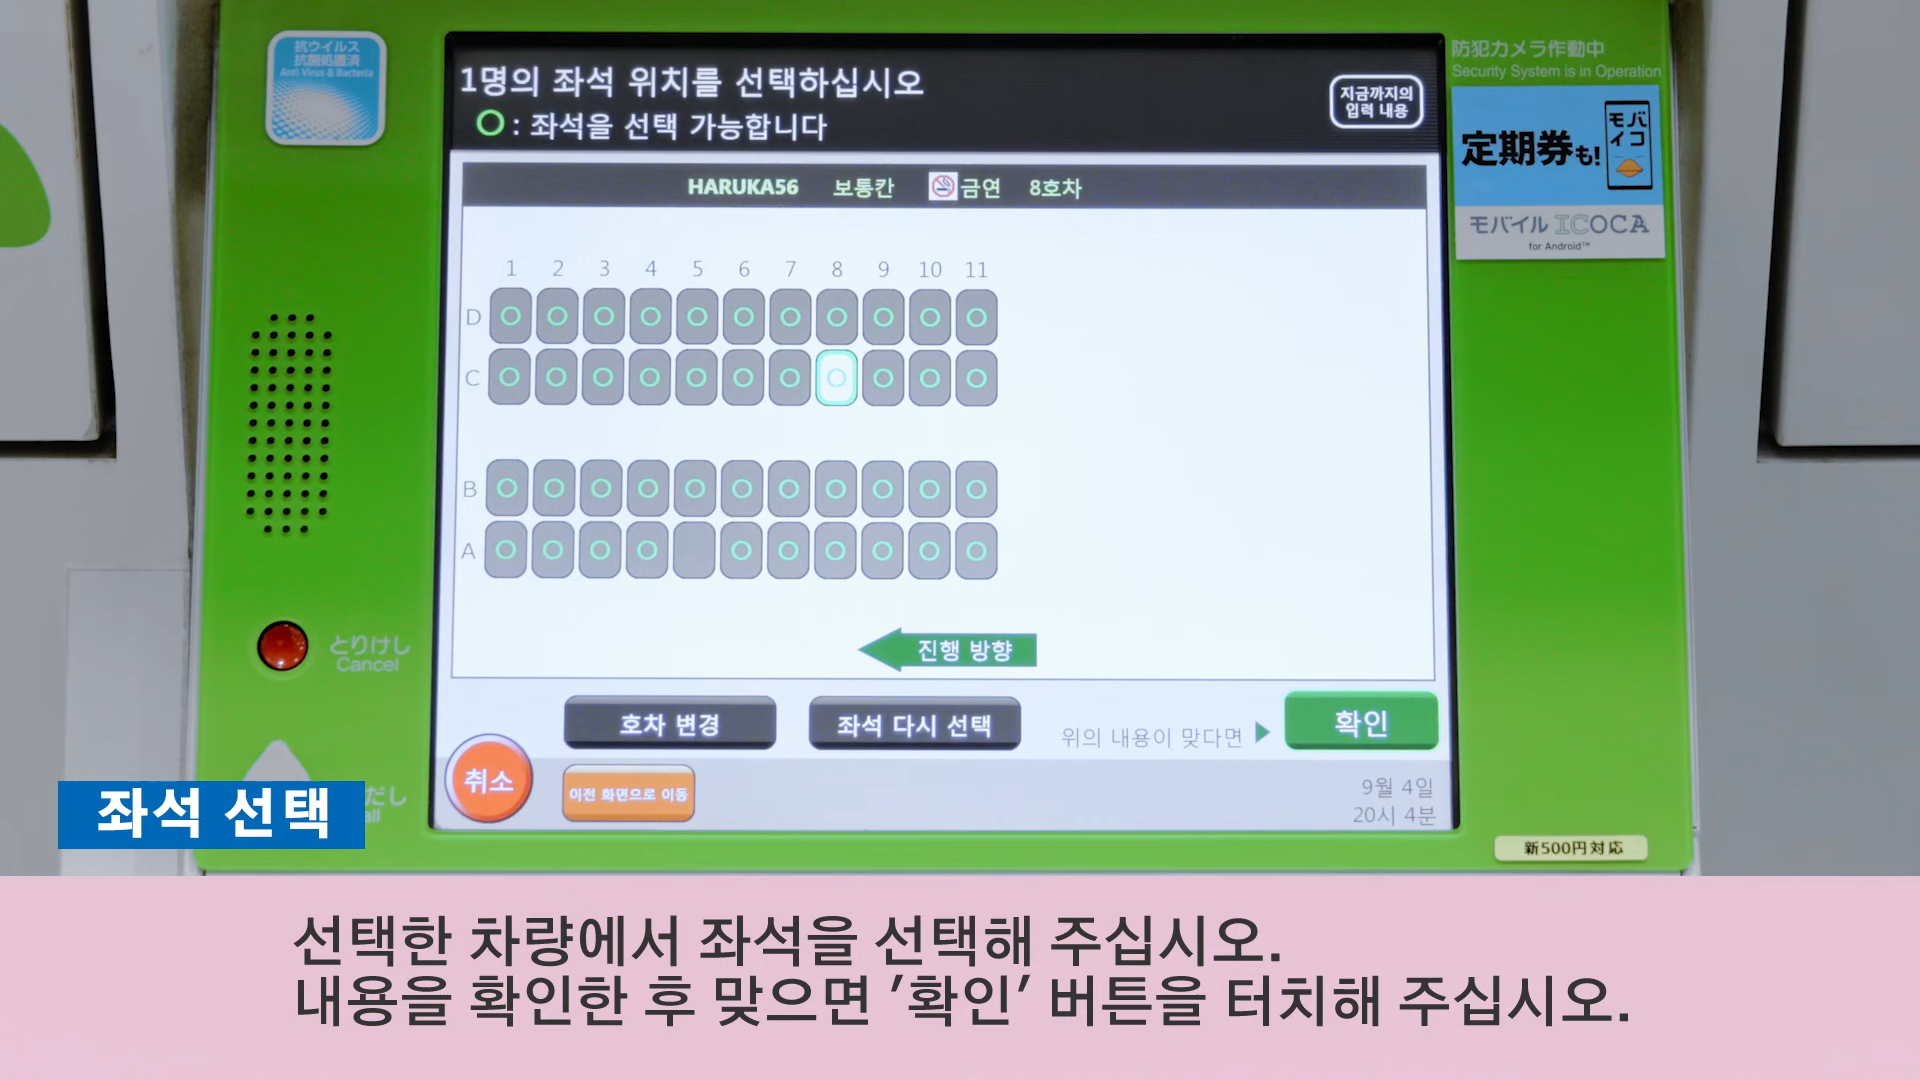 抗ウイルス
抗菌処置済
Anti Virus & Bacteria
1명의 좌석 위치를 선택하십시오
○ : 좌석을 선택 가능합니다
지금까지의
입력 내용
防犯カメラ作動中
Security System is in Operation
定期券も!
モバ
イコ
モバイル ICOCA
for Android™
HARUKA56 보통칸 금연 8호차
1 2 3 4 5 6 7 8 9 10 11
D
C
B
A
진행 방향
とりけし
Cancel
호차 변경
좌석 다시 선택
위의 내용이 맞다면
확인
취소
이전 화면으로 이동
9월 4일
20시 4분
だし
all
좌석 선택
新500円対応
선택한 차량에서 좌석을 선택해 주십시오.
내용을 확인한 후 맞으면 '확인' 버튼을 터치해 주십시오.